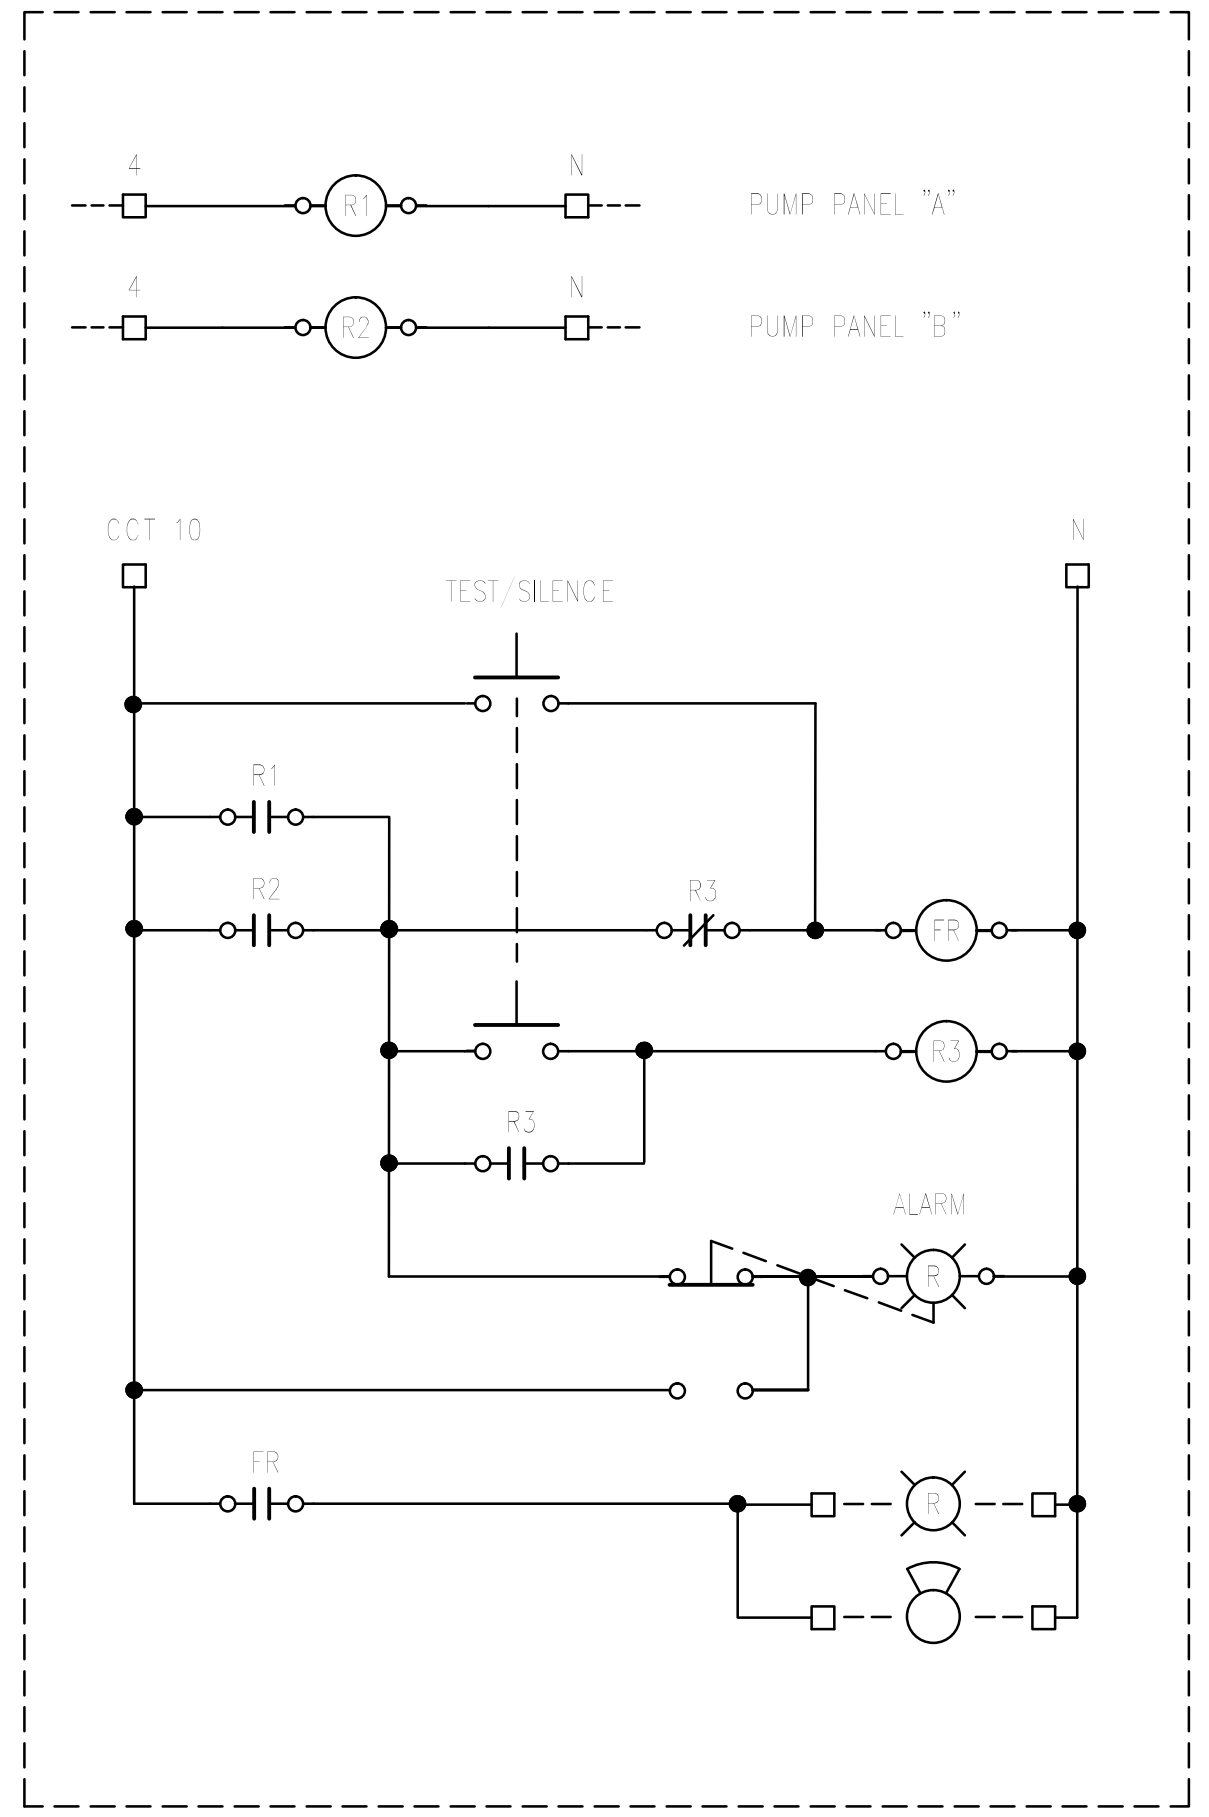 4 N
R1 PUMP PANEL "A"
4 N
R2 PUMP PANEL "B"
CCT 10 N
TEST/SILENCE
R1
R2 R3
FR
R3
R3
ALARM
R
FR
R